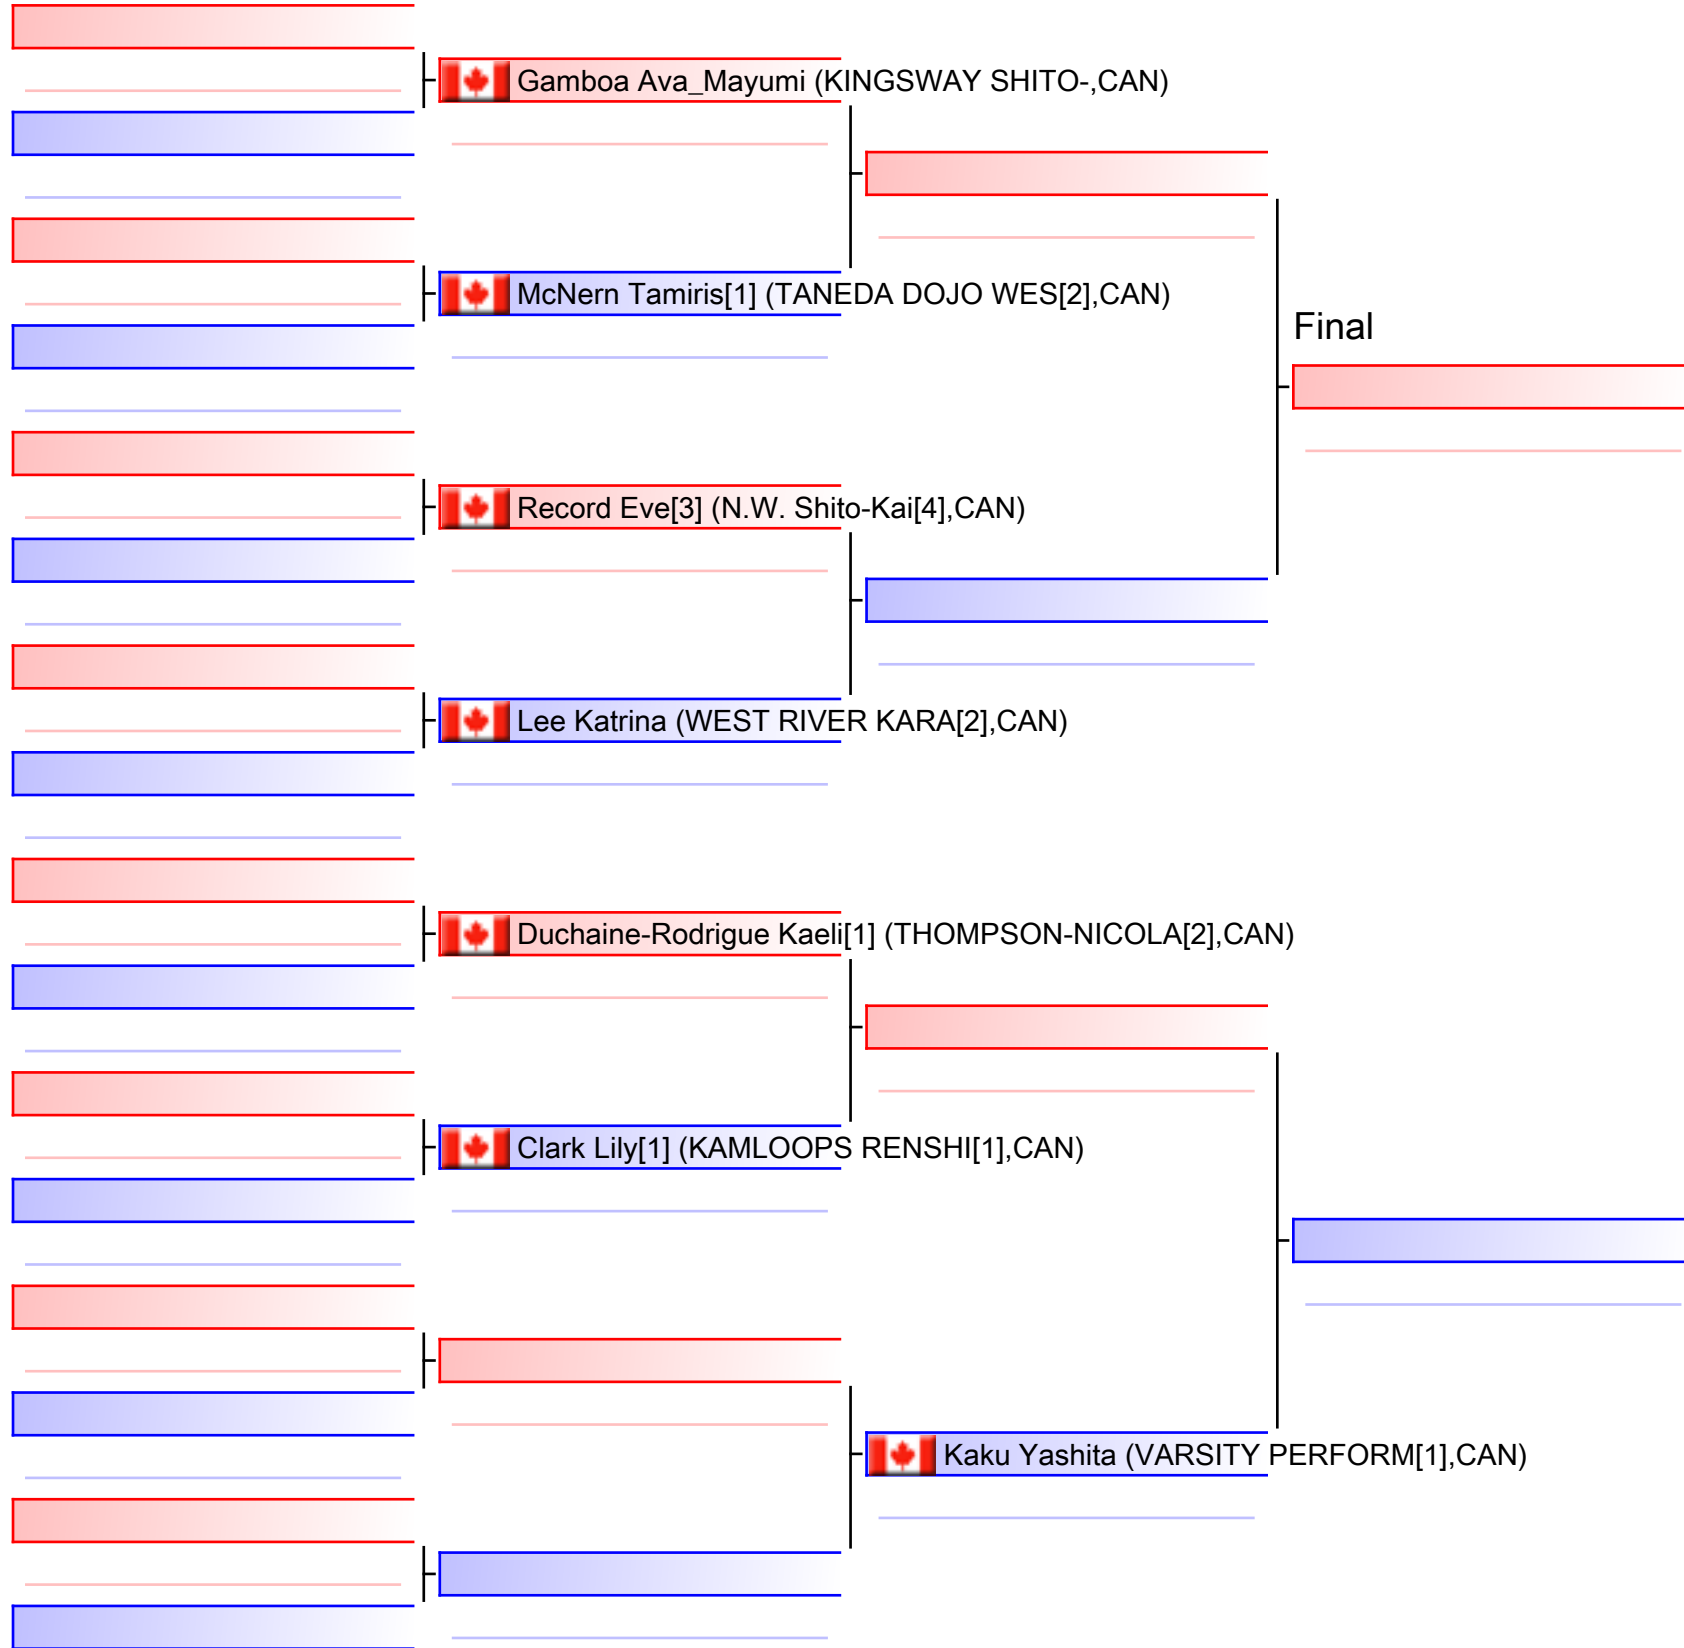 Gamboa Ava_Mayumi (KINGSWAY SHITO-,CAN)
McNern Tamiris[1] (TANEDA DOJO WES[2],CAN)
Final
Record Eve[3] (N.W. Shito-Kai[4],CAN)
Lee Katrina (WEST RIVER KARA[2],CAN)
Duchaine-Rodrigue Kaeli[1] (THOMPSON-NICOLA[2],CAN)
Clark Lily[1] (KAMLOOPS RENSHI[1],CAN)
Kaku Yashita (VARSITY PERFORM[1],CAN)